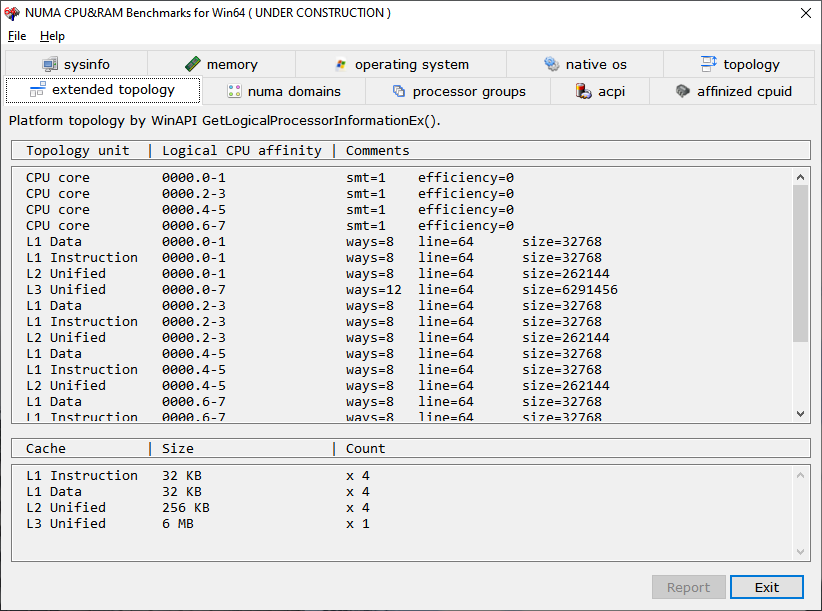 NUMA CPU&RAM Benchmarks for Win64 ( UNDER CONSTRUCTION )
File Help
sysinfo memory operating system native os topology
extended topology numa domains processor groups acpi affinized cpuid
Platform topology by WinAPI GetLogicalProcessorInformationEx().
Topology unit | Logical CPU affinity | Comments
CPU core 0000.0-1 smt=1 efficiency=0
CPU core 0000.2-3 smt=1 efficiency=0
CPU core 0000.4-5 smt=1 efficiency=0
CPU core 0000.6-7 smt=1 efficiency=0
L1 Data 0000.0-1 ways=8 line=64 size=32768
L1 Instruction 0000.0-1 ways=8 line=64 size=32768
L2 Unified 0000.0-1 ways=8 line=64 size=262144
L3 Unified 0000.0-7 ways=12 line=64 size=6291456
L1 Data 0000.2-3 ways=8 line=64 size=32768
L1 Instruction 0000.2-3 ways=8 line=64 size=32768
L2 Unified 0000.2-3 ways=8 line=64 size=262144
L1 Data 0000.4-5 ways=8 line=64 size=32768
L1 Instruction 0000.4-5 ways=8 line=64 size=32768
L2 Unified 0000.4-5 ways=8 line=64 size=262144
L1 Data 0000.6-7 ways=8 line=64 size=32768
L1 Instruction 0000.6-7 ways=8 line=64 size=32768
Cache | Size | Count
L1 Instruction 32 KB x 4
L1 Data 32 KB x 4
L2 Unified 256 KB x 4
L3 Unified 6 MB x 1
Report Exit